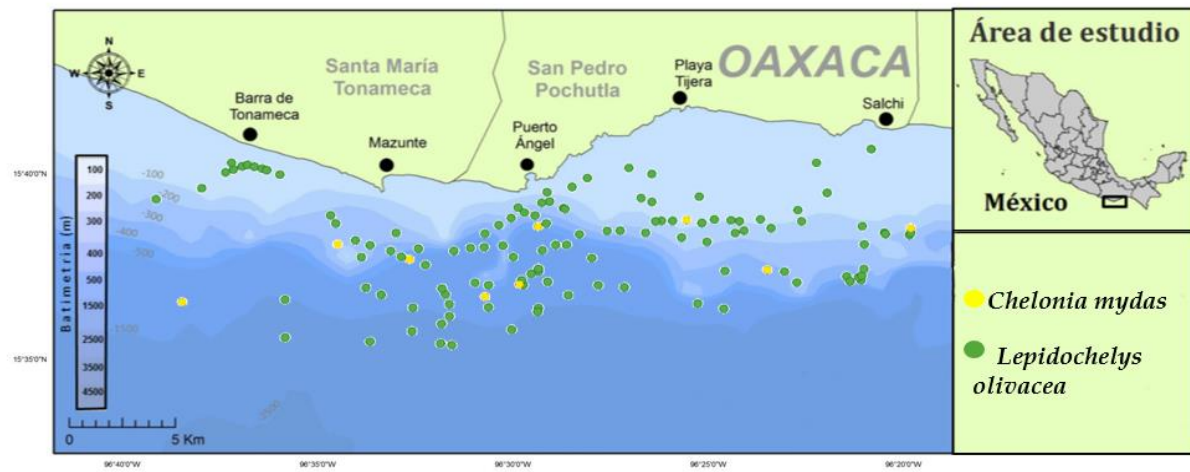 Área de estudio
México
N
W
E
S
Santa María
Tonameca
San Pedro
Pochutla
OAXACA
Playa
Tijera
Salchi
Barra de
Tonameca
Mazunte
Puerto
Ángel
15°40'0"N
15°35'0"N
Batimetria (m)
100
200
300
400
500
1500
2500
3500
4500
-100
-200
-300
-400
-500
-1500
-2500
0
5 Km
96°40'0"W
96°35'0"W
96°30'0"W
96°25'0"W
96°20'0"W
Chelonia mydas
Lepidochelys
olivacea